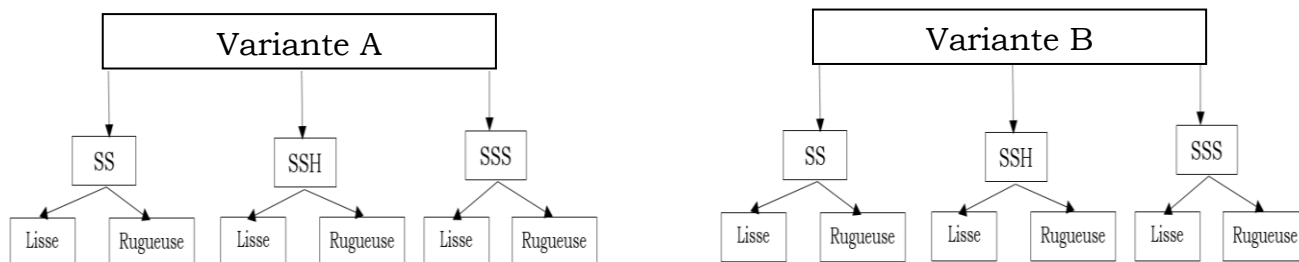 Variante A
SS
SSH
SSS
Lisse
Rugueuse
Lisse
Rugueuse
Lisse
Rugueuse
Variante B
SS
SSH
SSS
Lisse
Rugueuse
Lisse
Rugueuse
Lisse
Rugueuse